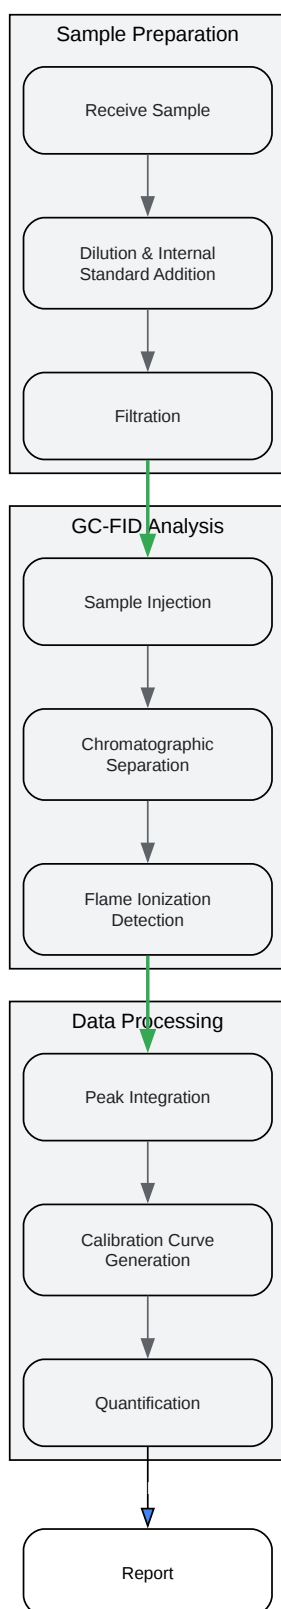 Sample Preparation
Receive Sample
Dilution & Internal
Standard Addition
Filtration
GC-FID Analysis
Sample Injection
Chromatographic
Separation
Flame Ionization
Detection
Data Processing
Peak Integration
Calibration Curve
Generation
Quantification
Report